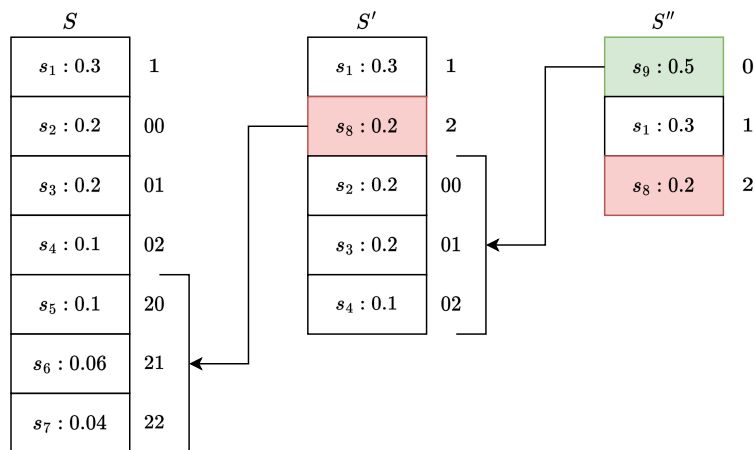 S S′ S″
s₁ : 0.3 1 s₁ : 0.3 1 s₉ : 0.5 0
s₂ : 0.2 00 s₈ : 0.2 2 s₁ : 0.3 1
s₃ : 0.2 01 s₂ : 0.2 00 s₈ : 0.2 2
s₄ : 0.1 02 s₃ : 0.2 01
s₅ : 0.1 20 s₄ : 0.1 02
s₆ : 0.06 21
s₇ : 0.04 22